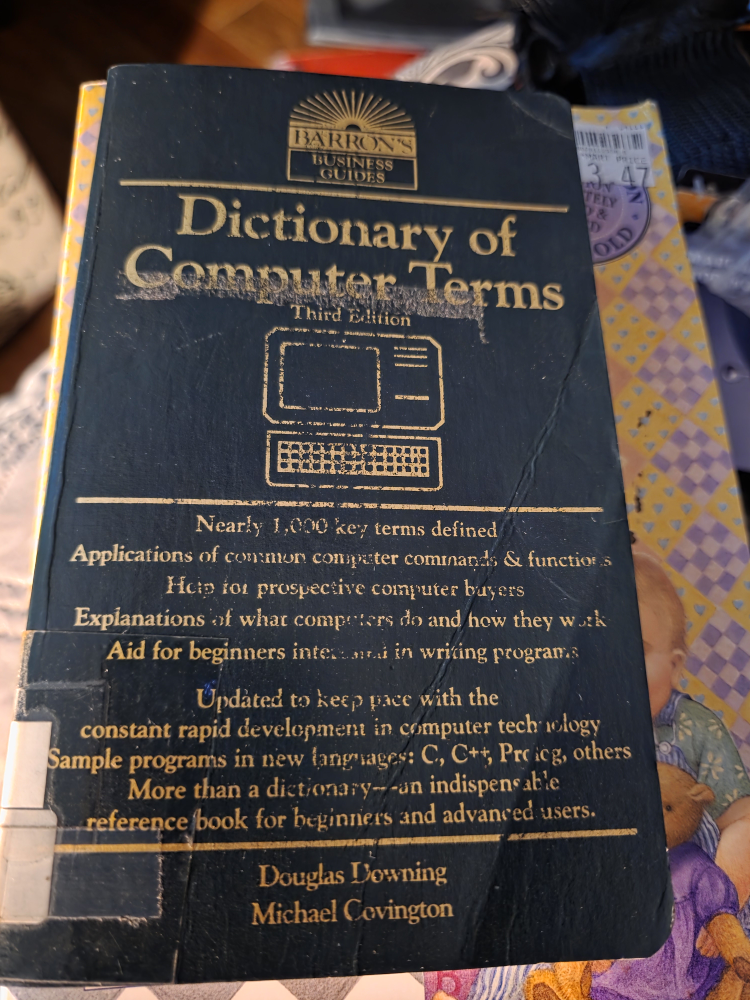 BARRON'S
BUSINESS
GUIDES
Dictionary of
Computer Terms
Third Edition
Nearly 1,000 key terms defined
Applications of common computer commands & functions
Help for prospective computer buyers
Explanations of what computers do and how they work
Aid for beginners interested in writing programs
Updated to keep pace with the
constant rapid development in computer technology
Sample programs in new languages: C, C++, Prolog, others
More than a dictionary—an indispensable
reference book for beginners and advanced users.
Douglas Downing
Michael Covington
3.47
OLD